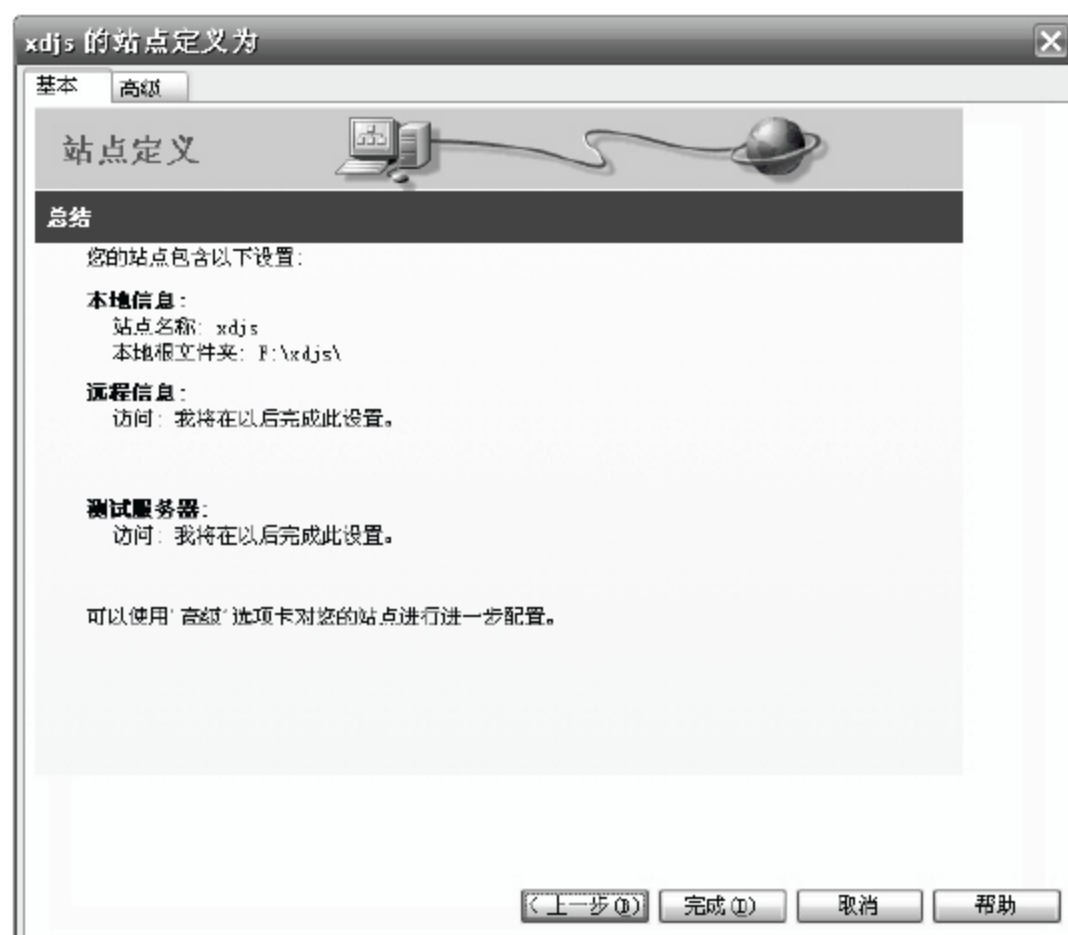 xdjs 的站点定义为
基本 高级
站点定义
总结
您的站点包含以下设置:
本地信息:
站点名称: xdjs
本地根文件夹: F:\xdjs\
远程信息:
访问: 我将在以后完成此设置。
测试服务器:
访问: 我将在以后完成此设置。
可以使用'高级'选项卡对您的站点进行进一步配置。
<上一步(B) 完成(D) 取消 帮助